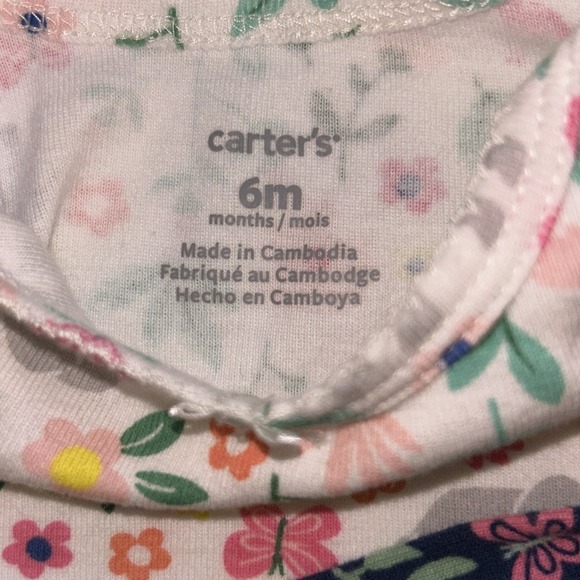 carter's
6m
months / mois
Made in Cambodia
Fabriqué au Cambodge
Hecho en Camboya